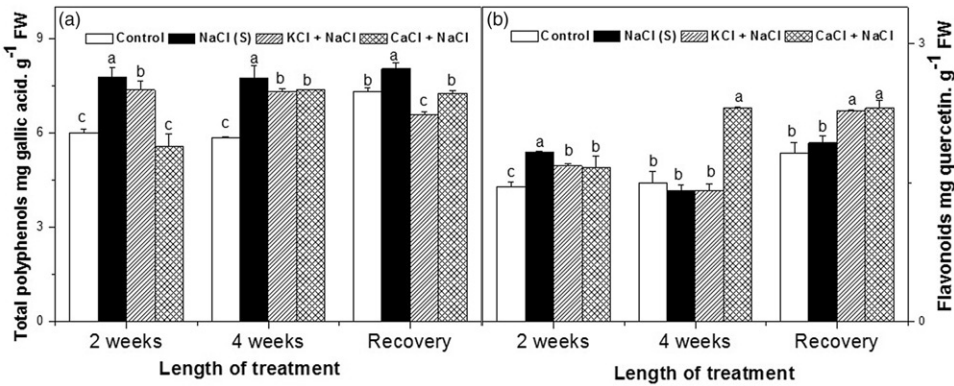 (a)
Control NaCl (S) KCl + NaCl CaCl + NaCl
Total polyphenols mg gallic acid. g-1 FW
9
6
3
0
c a b c
c a b b
b a c b
2 weeks 4 weeks Recovery
Length of treatment
(b)
Control NaCl (S) KCl + NaCl CaCl + NaCl
c a b b
b b b a
b b a a
2 weeks 4 weeks Recovery
Length of treatment
3
0
Flavonoids mg quercetin. g-1 FW